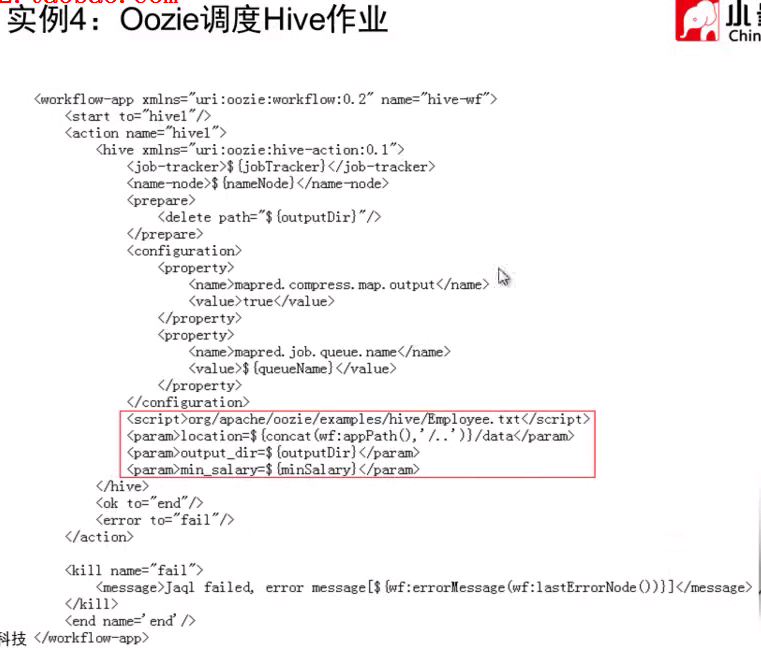 实例4：Oozie调度Hive作业
小
Chin
<workflow-app xmlns="uri:oozie:workflow:0.2" name="hive-wf">
<start to="hive1"/>
<action name="hive1">
<hive xmlns="uri:oozie:hive-action:0.1">
<job-tracker>${jobTracker}</job-tracker>
<name-node>${nameNode}</name-node>
<prepare>
<delete path="${outputDir}"/>
</prepare>
<configuration>
<property>
<name>mapred.compress.map.output</name>
<value>true</value>
</property>
<property>
<name>mapred.job.queue.name</name>
<value>${queueName}</value>
</property>
</configuration>
<script>org/apache/oozie/examples/hive/Employee.txt</script>
<param>location=${concat(wf:appPath(),'/..')}/data</param>
<param>output_dir=${outputDir}</param>
<param>min_salary=${minSalary}</param>
</hive>
<ok to="end"/>
<error to="fail"/>
</action>
<kill name="fail">
<message>Jaql failed, error message[${wf:errorMessage(wf:lastErrorNode())}]</message>
</kill>
<end name='end'/>
科技 </workflow-app>